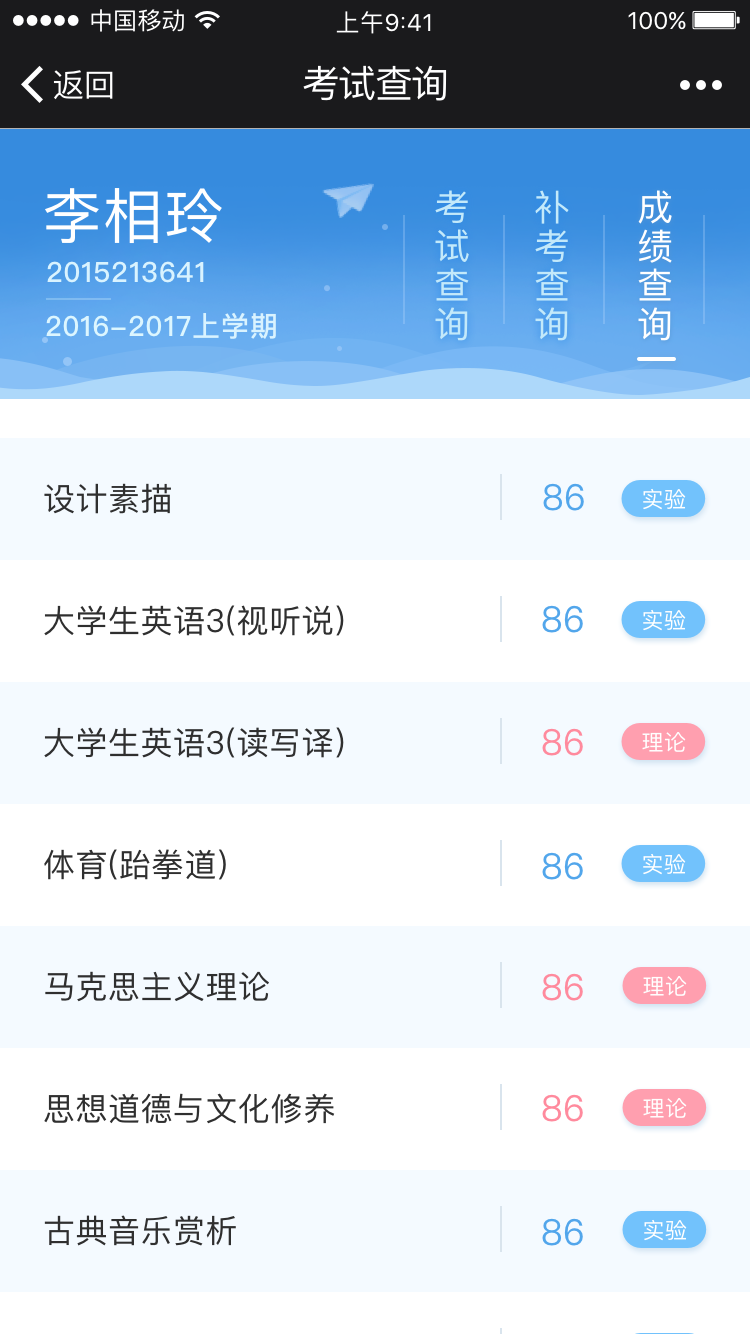 中国移动 上午9:41 100%
返回 考试查询
李相玲
2015213641
2016-2017上学期
考试查询
补考查询
成绩查询
设计素描 86 实验
大学生英语3(视听说) 86 实验
大学生英语3(读写译) 86 理论
体育(跆拳道) 86 实验
马克思主义理论 86 理论
思想道德与文化修养 86 理论
古典音乐赏析 86 实验